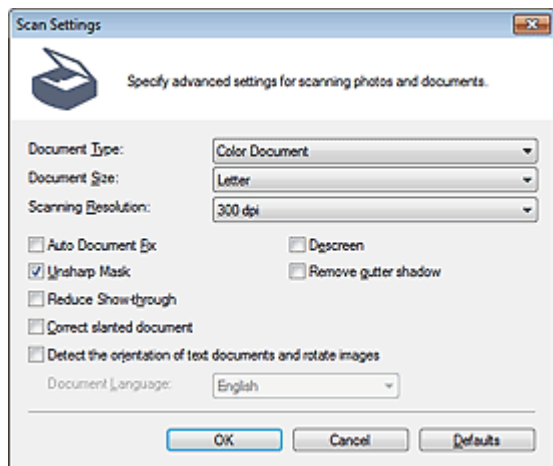 Scan Settings
Specify advanced settings for scanning photos and documents.
Document Type: Color Document
Document Size: Letter
Scanning Resolution: 300 dpi
Auto Document Fix Descreen
Unsharp Mask Remove gutter shadow
Reduce Show-through
Correct slanted document
Detect the orientation of text documents and rotate images
Document Language: English
OK Cancel Defaults